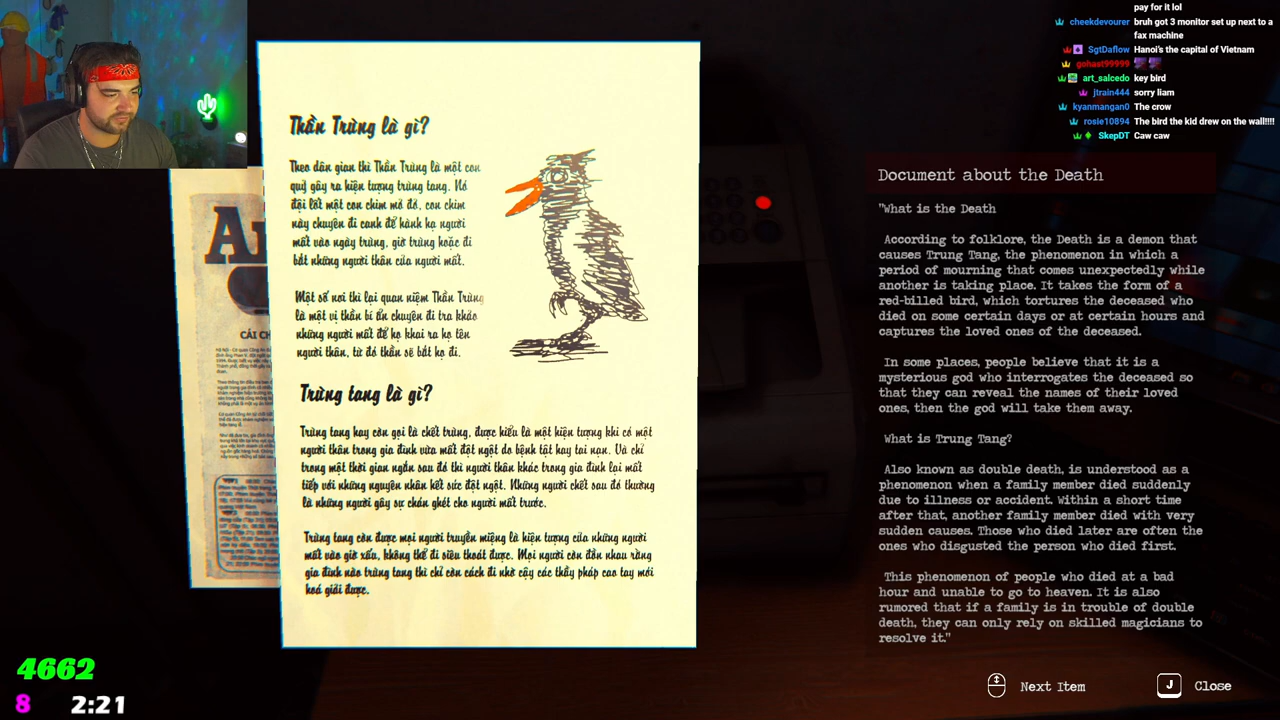 pay for it lol
cheekdevourer bruh got 3 monitor set up next to a
fax machine
SgtDaflow Hanoi's the capital of Vietnam
gohast99999
art_salcedo key bird
jtrain444 sorry liam
kyanmangan0 The crow
rosie10894 The bird the kid drew on the wall!!!!
SkepDT Caw caw
Thần Trùng là gì?
Theo dân gian thì Thần Trùng là một con
quỷ gây ra hiện tượng trùng tang. Nó
đội lốt một con chim mỏ đỏ, con chim
này chuyên đi canh để hành hạ người
mất vào ngày trùng, giờ trùng hoặc đi
bắt những người thân của người mất.
Một số nơi thì lại quan niệm Thần Trùng
là một vị thần bí ẩn chuyên đi tra khảo
những người mất để họ khai ra họ tên
người thân, từ đó thần sẽ bắt họ đi.
Trùng tang là gì?
Trùng tang hay còn gọi là chết trùng, được hiểu là một hiện tượng khi có một
người thân trong gia đình vừa mất đột ngột do bệnh tật hay tai nạn. Và chỉ
trong một thời gian ngắn sau đó thì người thân khác trong gia đình lại mất
tiếp với những nguyên nhân hết sức đột ngột. Những người chết sau đó thường
là những người gây sự chán ghét cho người mất trước.
Trùng tang còn được mọi người truyền miệng là hiện tượng của những người
mất vào giờ xấu, không thể đi siêu thoát được. Mọi người còn đồn nhau rằng
gia đình nào trùng tang thì chỉ còn cách đi nhờ cậy các thầy pháp cao tay mới
hoá giải được.
CÁI CH
Document about the Death
"What is the Death
According to folklore, the Death is a demon that
causes Trung Tang, the phenomenon in which a
period of mourning that comes unexpectedly while
another is taking place. It takes the form of a
red-billed bird, which tortures the deceased who
died on some certain days or at certain hours and
captures the loved ones of the deceased.
In some places, people believe that it is a
mysterious god who interrogates the deceased so
that they can reveal the names of their loved
ones, then the god will take them away.
What is Trung Tang?
Also known as double death, is understood as a
phenomenon when a family member died suddenly
due to illness or accident. Within a short time
after that, another family member died with very
sudden causes. Those who died later are often the
ones who disgusted the person who died first.
This phenomenon of people who died at a bad
hour and unable to go to heaven. It is also
rumored that if a family is in trouble of double
death, they can only rely on skilled magicians to
resolve it."
Next Item
J Close
4662
8 2:21